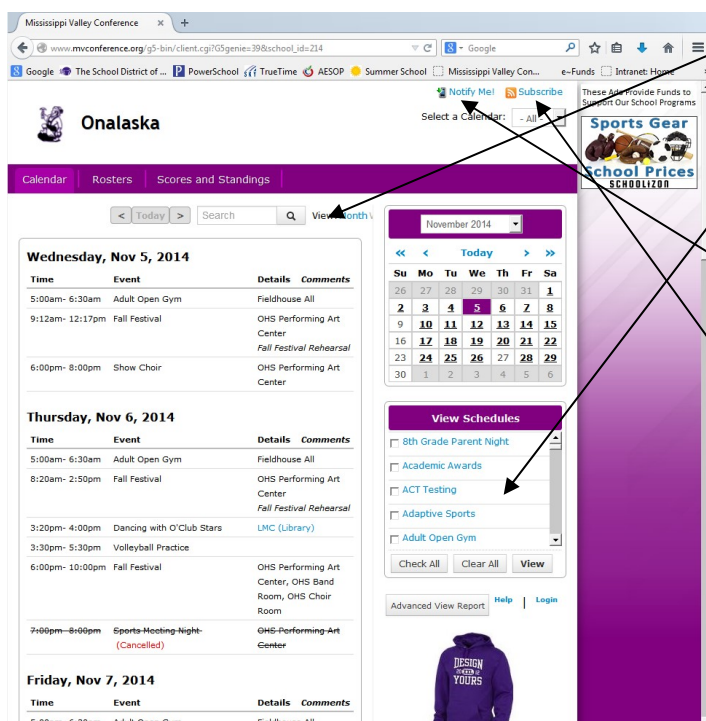 Mississippi Valley Conference × +
www.mvconference.org/g5-bin/client.cgi?G5genie=39&school_id=214
Google
Google The School District of ... PowerSchool TrueTime AESOP Summer School Mississippi Valley Con... e~Funds Intranet: Home
Notify Me! Subscribe
Onalaska
Select a Calendar: - All -
These Ads Provide Funds to
Support Our School Programs
Sports Gear
School Prices
SCHOOLIZON
Calendar Rosters Scores and Standings
< Today > Search View Month
Wednesday, Nov 5, 2014
Time Event Details Comments
5:00am- 6:30am Adult Open Gym Fieldhouse All
9:12am- 12:17pm Fall Festival OHS Performing Art
Center
Fall Festival Rehearsal
6:00pm- 8:00pm Show Choir OHS Performing Art
Center
Thursday, Nov 6, 2014
Time Event Details Comments
5:00am- 6:30am Adult Open Gym Fieldhouse All
8:20am- 2:50pm Fall Festival OHS Performing Art
Center
Fall Festival Rehearsal
3:20pm- 4:00pm Dancing with O'Club Stars LMC (Library)
3:30pm- 5:30pm Volleyball Practice
6:00pm- 10:00pm Fall Festival OHS Performing Art
Center, OHS Band
Room, OHS Choir
Room
7:00pm- 8:00pm Sports Meeting Night- OHS Performing Art
(Cancelled) Center
Friday, Nov 7, 2014
Time Event Details Comments
November 2014
« < Today > »
Su Mo Tu We Th Fr Sa
26 27 28 29 30 31 1
2 3 4 5 6 7 8
9 10 11 12 13 14 15
16 17 18 19 20 21 22
23 24 25 26 27 28 29
30 1 2 3 4 5 6
View Schedules
8th Grade Parent Night
Academic Awards
ACT Testing
Adaptive Sports
Adult Open Gym
Check All Clear All View
Advanced View Report Help | Login
DESIGN
YOURS